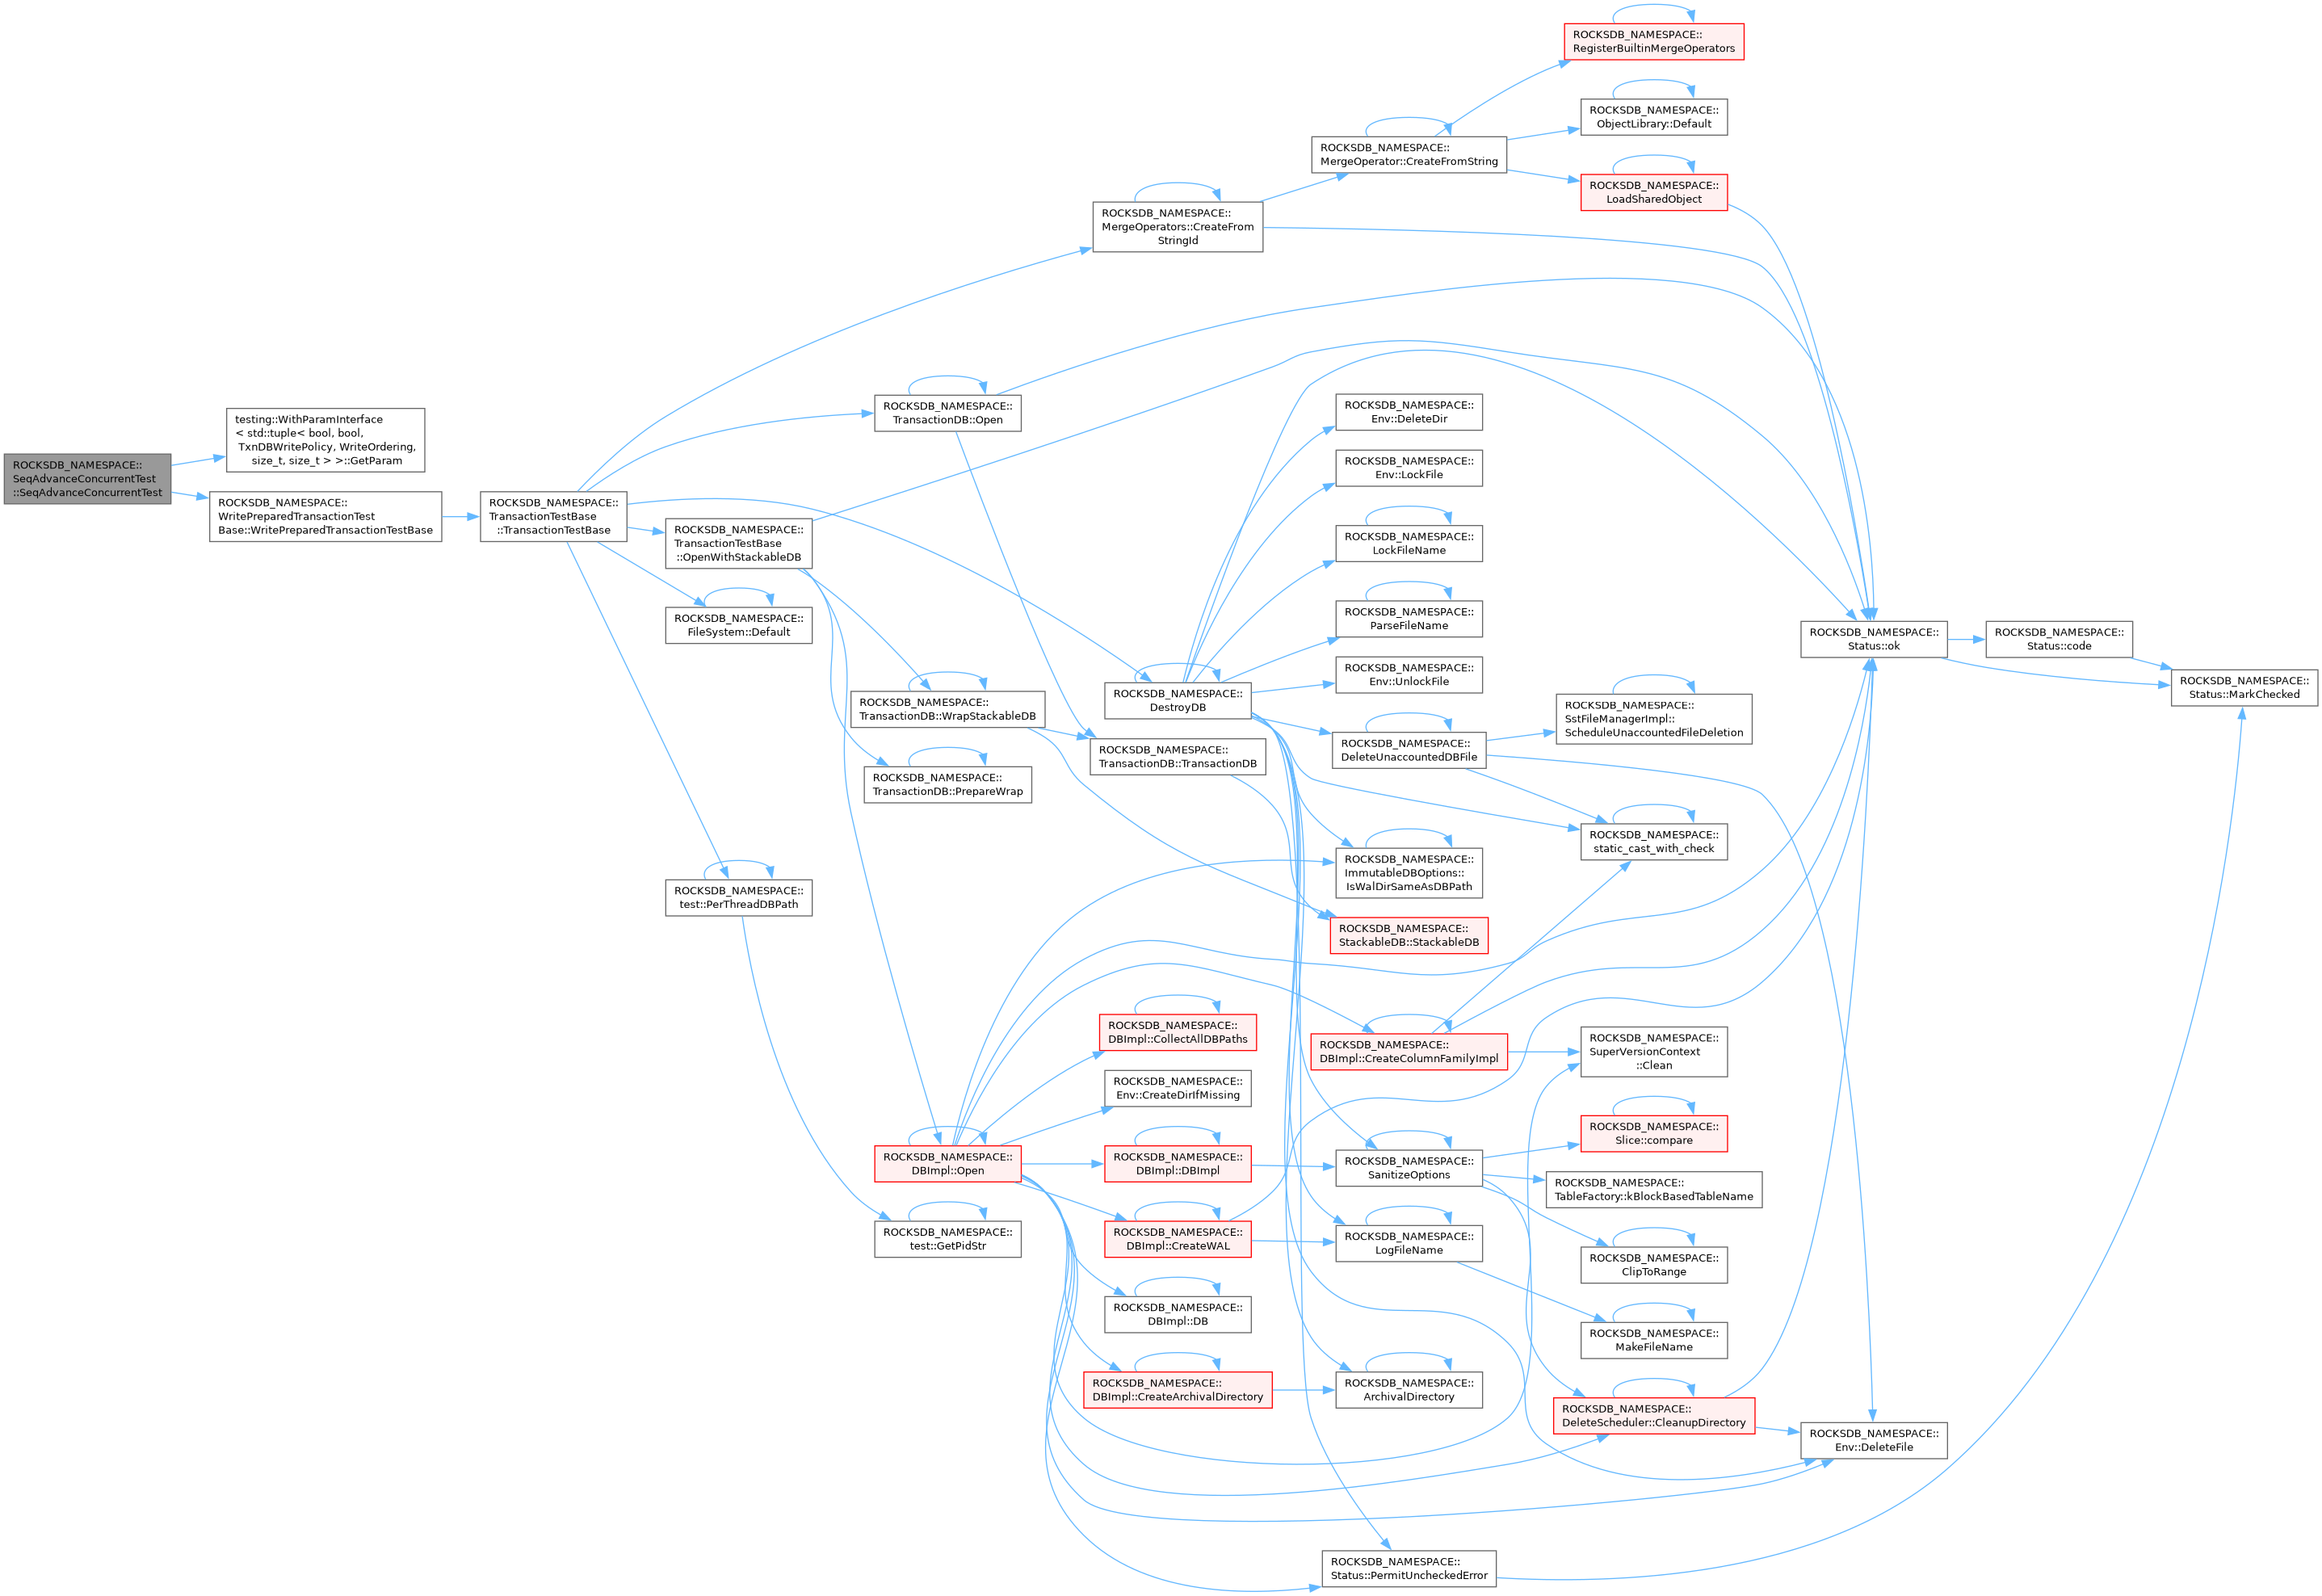 ROCKSDB_NAMESPACE::
SeqAdvanceConcurrentTest
::SeqAdvanceConcurrentTest
testing::WithParamInterface
< std::tuple< bool, bool,
TxnDBWritePolicy, WriteOrdering,
size_t, size_t > >::GetParam
ROCKSDB_NAMESPACE::
WritePreparedTransactionTest
Base::WritePreparedTransactionTestBase
ROCKSDB_NAMESPACE::
TransactionTestBase
::TransactionTestBase
ROCKSDB_NAMESPACE::
TransactionTestBase
::OpenWithStackableDB
ROCKSDB_NAMESPACE::
FileSystem::Default
ROCKSDB_NAMESPACE::
test::PerThreadDBPath
ROCKSDB_NAMESPACE::
TransactionDB::Open
ROCKSDB_NAMESPACE::
TransactionDB::WrapStackableDB
ROCKSDB_NAMESPACE::
TransactionDB::PrepareWrap
ROCKSDB_NAMESPACE::
DBImpl::Open
ROCKSDB_NAMESPACE::
test::GetPidStr
ROCKSDB_NAMESPACE::
MergeOperators::CreateFrom
StringId
ROCKSDB_NAMESPACE::
DestroyDB
ROCKSDB_NAMESPACE::
TransactionDB::TransactionDB
ROCKSDB_NAMESPACE::
DBImpl::CollectAllDBPaths
ROCKSDB_NAMESPACE::
Env::CreateDirIfMissing
ROCKSDB_NAMESPACE::
DBImpl::DBImpl
ROCKSDB_NAMESPACE::
DBImpl::CreateWAL
ROCKSDB_NAMESPACE::
DBImpl::DB
ROCKSDB_NAMESPACE::
DBImpl::CreateArchivalDirectory
ROCKSDB_NAMESPACE::
MergeOperator::CreateFromString
ROCKSDB_NAMESPACE::
Env::DeleteDir
ROCKSDB_NAMESPACE::
Env::LockFile
ROCKSDB_NAMESPACE::
LockFileName
ROCKSDB_NAMESPACE::
ParseFileName
ROCKSDB_NAMESPACE::
Env::UnlockFile
ROCKSDB_NAMESPACE::
DeleteUnaccountedDBFile
ROCKSDB_NAMESPACE::
ImmutableDBOptions::
IsWalDirSameAsDBPath
ROCKSDB_NAMESPACE::
StackableDB::StackableDB
ROCKSDB_NAMESPACE::
DBImpl::CreateColumnFamilyImpl
ROCKSDB_NAMESPACE::
SanitizeOptions
ROCKSDB_NAMESPACE::
LogFileName
ROCKSDB_NAMESPACE::
ArchivalDirectory
ROCKSDB_NAMESPACE::
Status::PermitUncheckedError
ROCKSDB_NAMESPACE::
RegisterBuiltinMergeOperators
ROCKSDB_NAMESPACE::
ObjectLibrary::Default
ROCKSDB_NAMESPACE::
LoadSharedObject
ROCKSDB_NAMESPACE::
SstFileManagerImpl::
ScheduleUnaccountedFileDeletion
ROCKSDB_NAMESPACE::
static_cast_with_check
ROCKSDB_NAMESPACE::
SuperVersionContext
::Clean
ROCKSDB_NAMESPACE::
Slice::compare
ROCKSDB_NAMESPACE::
TableFactory::kBlockBasedTableName
ROCKSDB_NAMESPACE::
ClipToRange
ROCKSDB_NAMESPACE::
MakeFileName
ROCKSDB_NAMESPACE::
DeleteScheduler::CleanupDirectory
ROCKSDB_NAMESPACE::
Status::ok
ROCKSDB_NAMESPACE::
Env::DeleteFile
ROCKSDB_NAMESPACE::
Status::code
ROCKSDB_NAMESPACE::
Status::MarkChecked